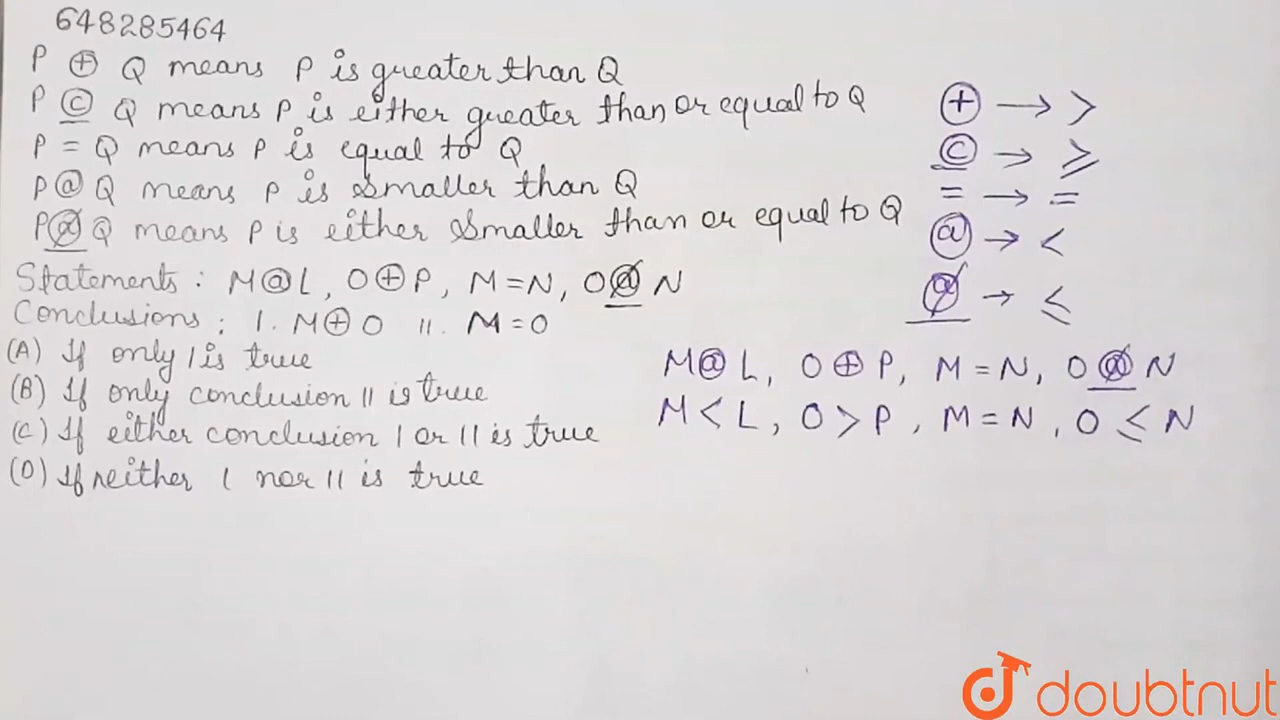 648285464
P ⊕ Q means P is greater than Q
P © Q means P is either greater than or equal to Q
P = Q means P is equal to Q
P @ Q means P is Smaller than Q
P @̸ Q means P is either Smaller than or equal to Q
Statements : M@L, O⊕P, M=N, O@̸ N
Conclusions : I. M⊕O II. M=O
(A) If only I is true
(B) If only conclusion II is true
(C) If either conclusion I or II is true
(D) If neither I nor II is true
⊕ → >
© → ≥
= → =
@ → <
@̸ → ≤
M@L, O⊕P, M=N, O@̸ N
M<L, O>P, M=N, O≤N
doubtnut